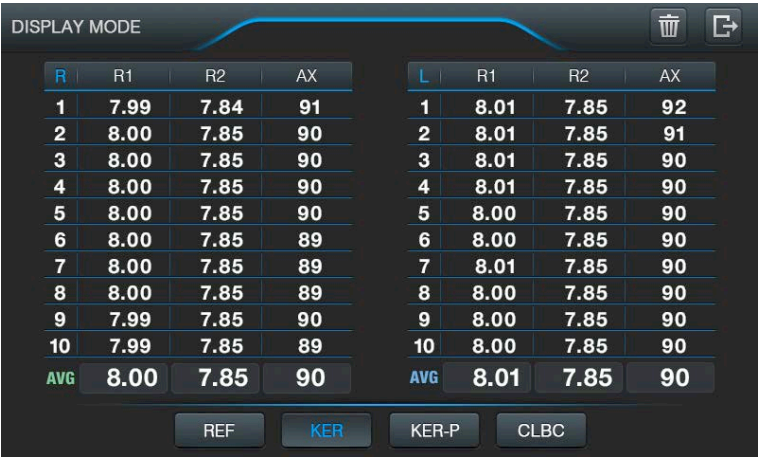 DISPLAY MODE
R R1 R2 AX L R1 R2 AX
1 7.99 7.84 91 1 8.01 7.85 92
2 8.00 7.85 90 2 8.01 7.85 91
3 8.00 7.85 90 3 8.01 7.85 90
4 8.00 7.85 90 4 8.01 7.85 90
5 8.00 7.85 90 5 8.00 7.85 90
6 8.00 7.85 89 6 8.00 7.85 90
7 8.00 7.85 89 7 8.01 7.85 90
8 8.00 7.85 89 8 8.00 7.85 90
9 7.99 7.85 90 9 8.00 7.85 90
10 7.99 7.85 89 10 8.00 7.85 90
AVG 8.00 7.85 90 AVG 8.01 7.85 90
REF KER KER-P CLBC